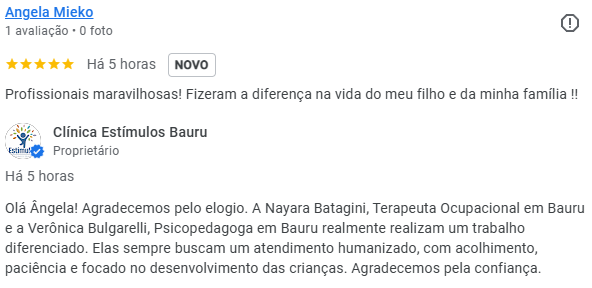 Angela Mieko
1 avaliação • 0 foto
Há 5 horas NOVO
Profissionais maravilhosas! Fizeram a diferença na vida do meu filho e da minha família !!
Clínica Estímulos Bauru
Proprietário
Há 5 horas
Olá Ângela! Agradecemos pelo elogio. A Nayara Batagini, Terapeuta Ocupacional em Bauru
e a Verônica Bulgarelli, Psicopedagoga em Bauru realmente realizam um trabalho
diferenciado. Elas sempre buscam um atendimento humanizado, com acolhimento,
paciência e focado no desenvolvimento das crianças. Agradecemos pela confiança.